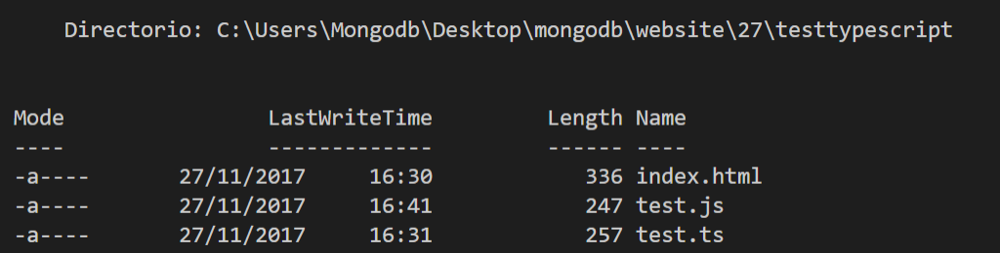 Directorio: C:\Users\Mongodb\Desktop\mongodb\website\27\testtypescript
Mode LastWriteTime Length Name
---- ------------- ------ ----
-a---- 27/11/2017 16:30 336 index.html
-a---- 27/11/2017 16:41 247 test.js
-a---- 27/11/2017 16:31 257 test.ts